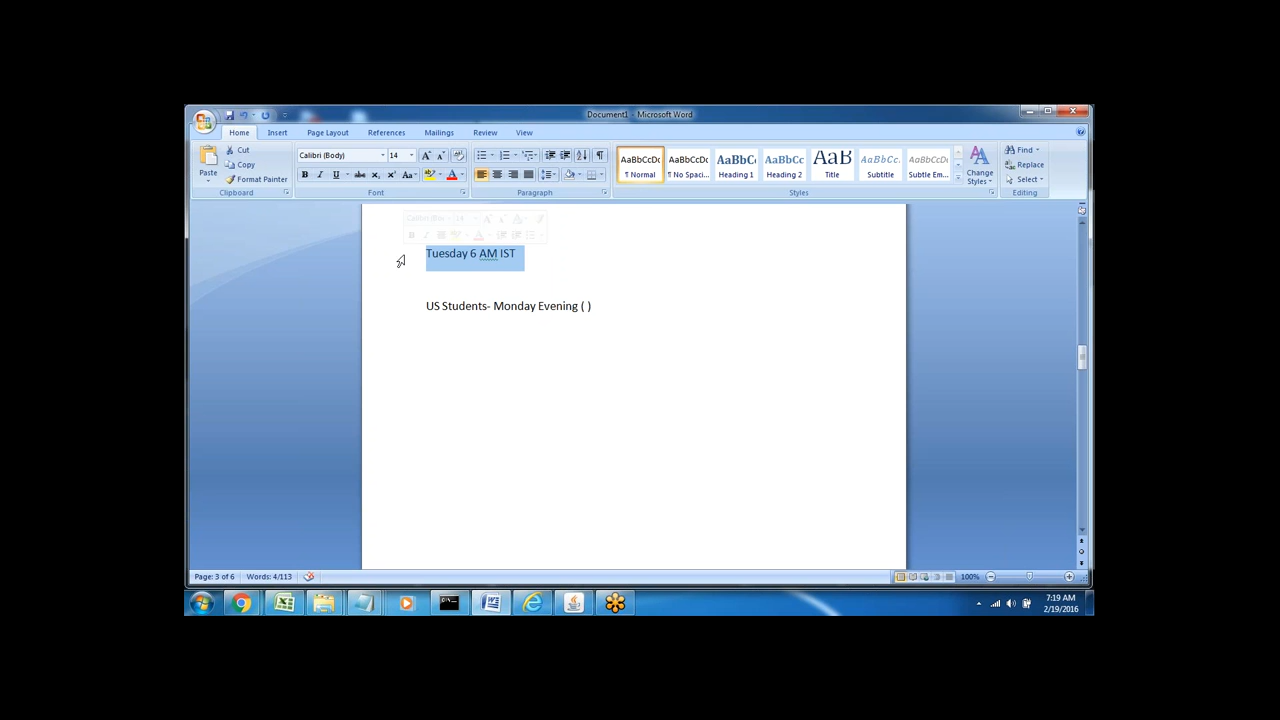 Document1 - Microsoft Word
Home Insert Page Layout References Mailings Review View
Cut
Copy
Format Painter
Paste
Clipboard
Calibri (Body) 14
Font
Paragraph
AaBbCcDc AaBbCcDc AaBbC AaBbCc AaB AaBbCc. AaBbCcDc
¶ Normal ¶ No Spaci... Heading 1 Heading 2 Title Subtitle Subtle Em...
Change
Styles
Styles
Find
Replace
Select
Editing
Tuesday 6 AM IST
US Students- Monday Evening ( )
Page: 3 of 6 Words: 4/113 100%
7:19 AM
2/19/2016